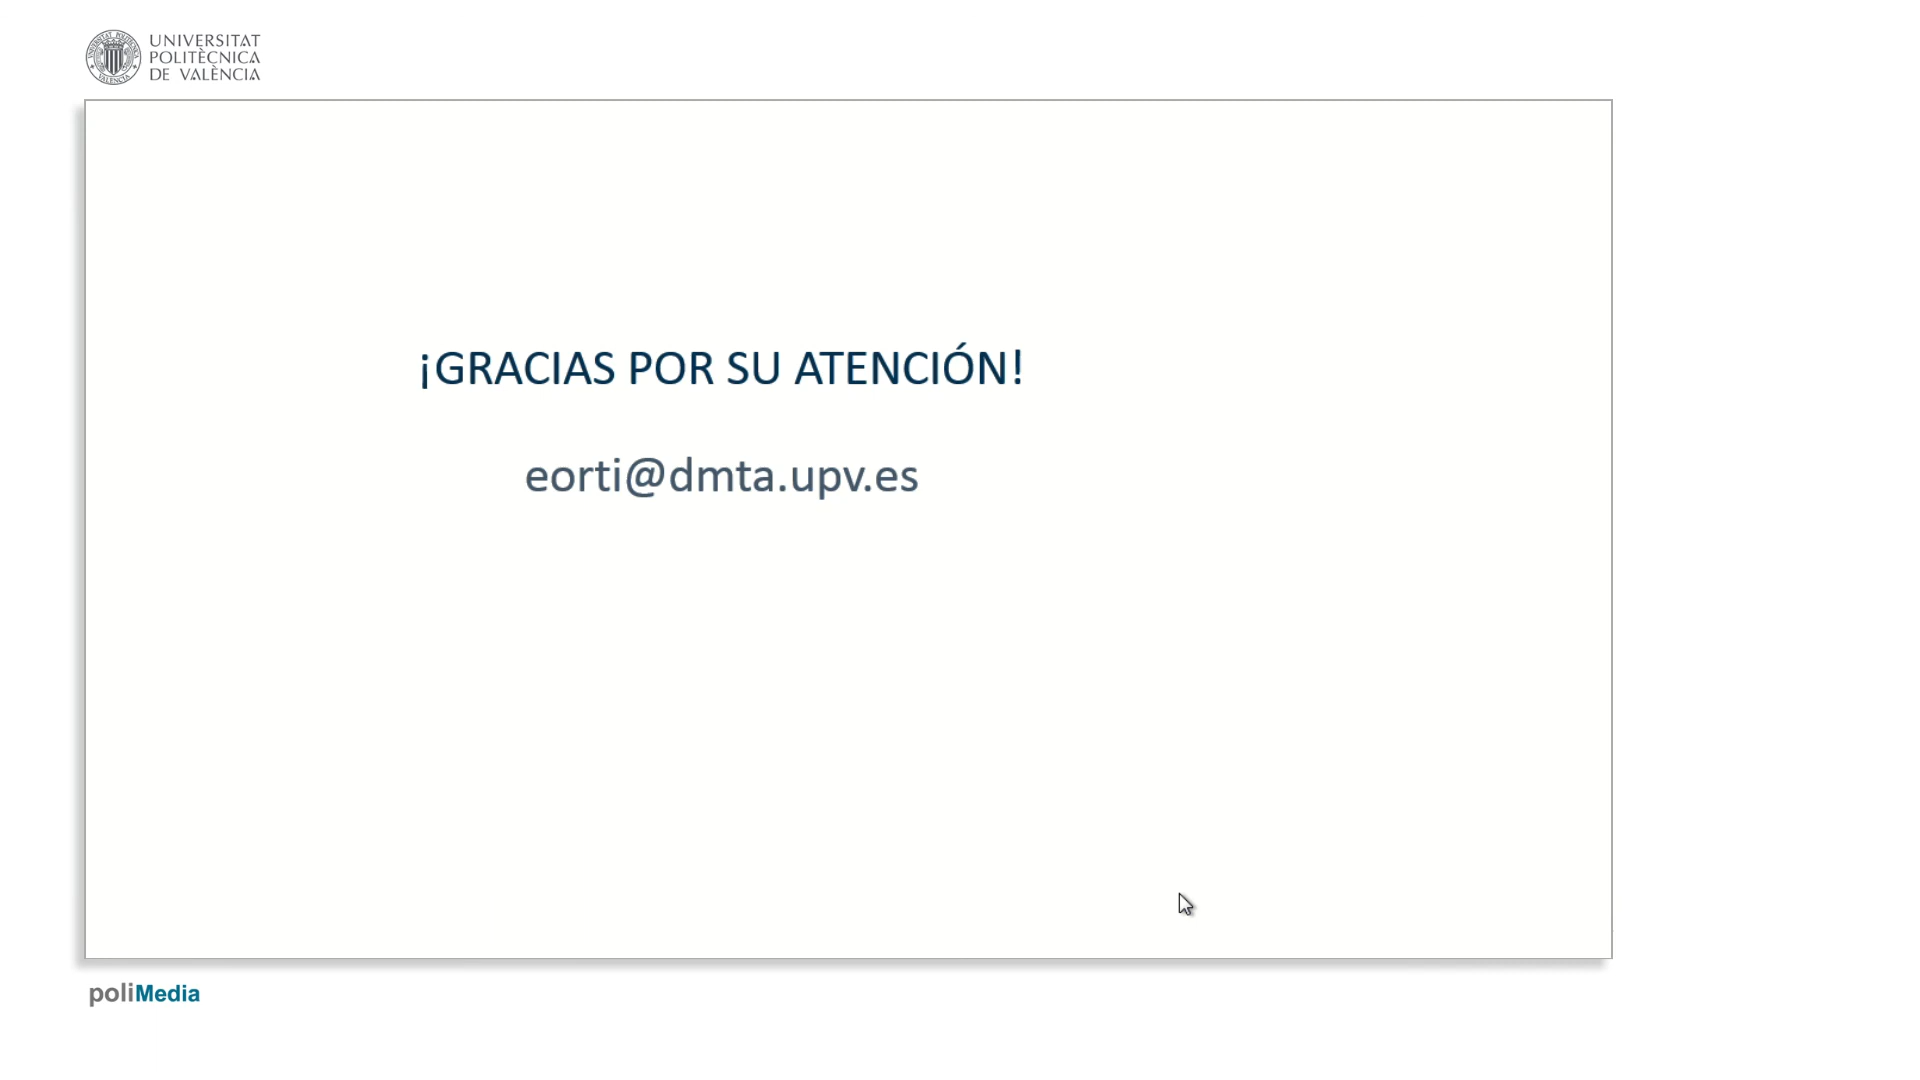 UNIVERSITAT
POLITÈCNICA
DE VALÈNCIA
¡GRACIAS POR SU ATENCIÓN!
eorti@dmta.upv.es
poliMedia